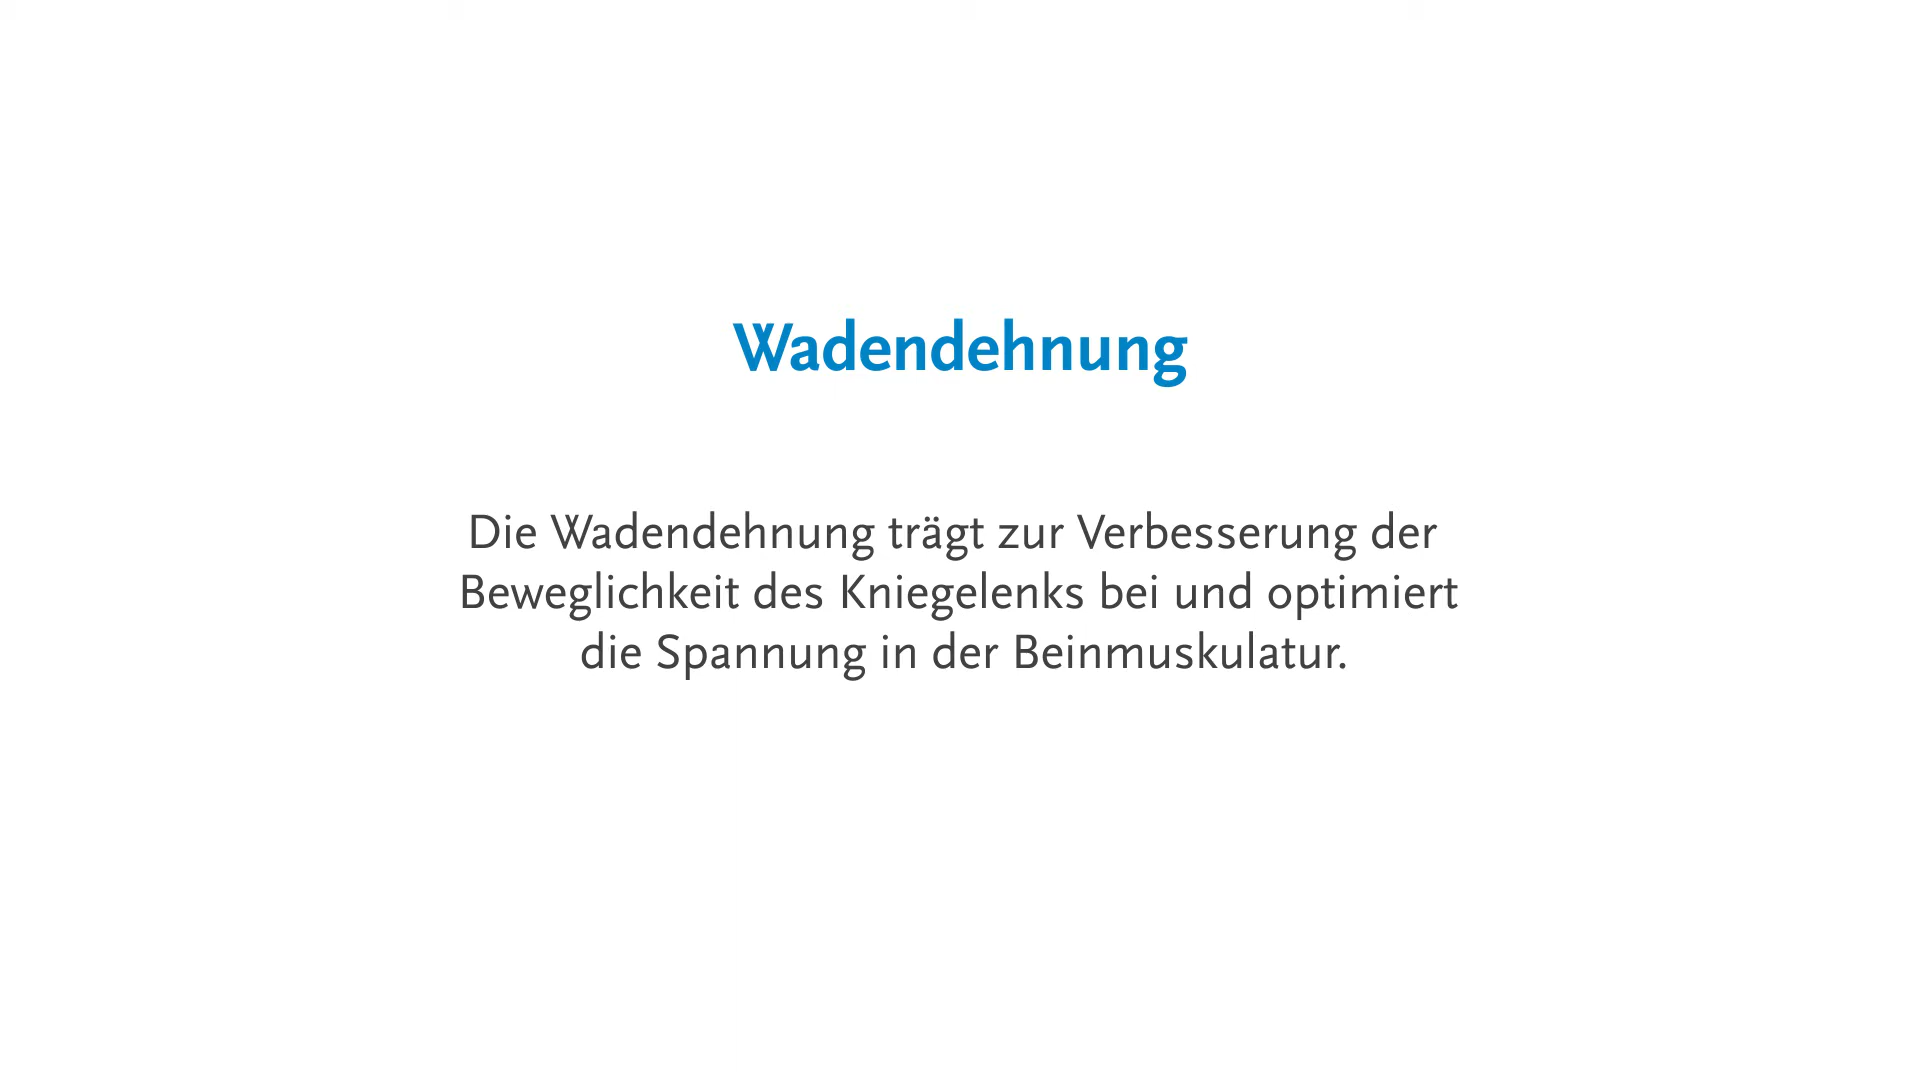 Wadendehnung
Die Wadendehnung trägt zur Verbesserung der
Beweglichkeit des Kniegelenks bei und optimiert
die Spannung in der Beinmuskulatur.